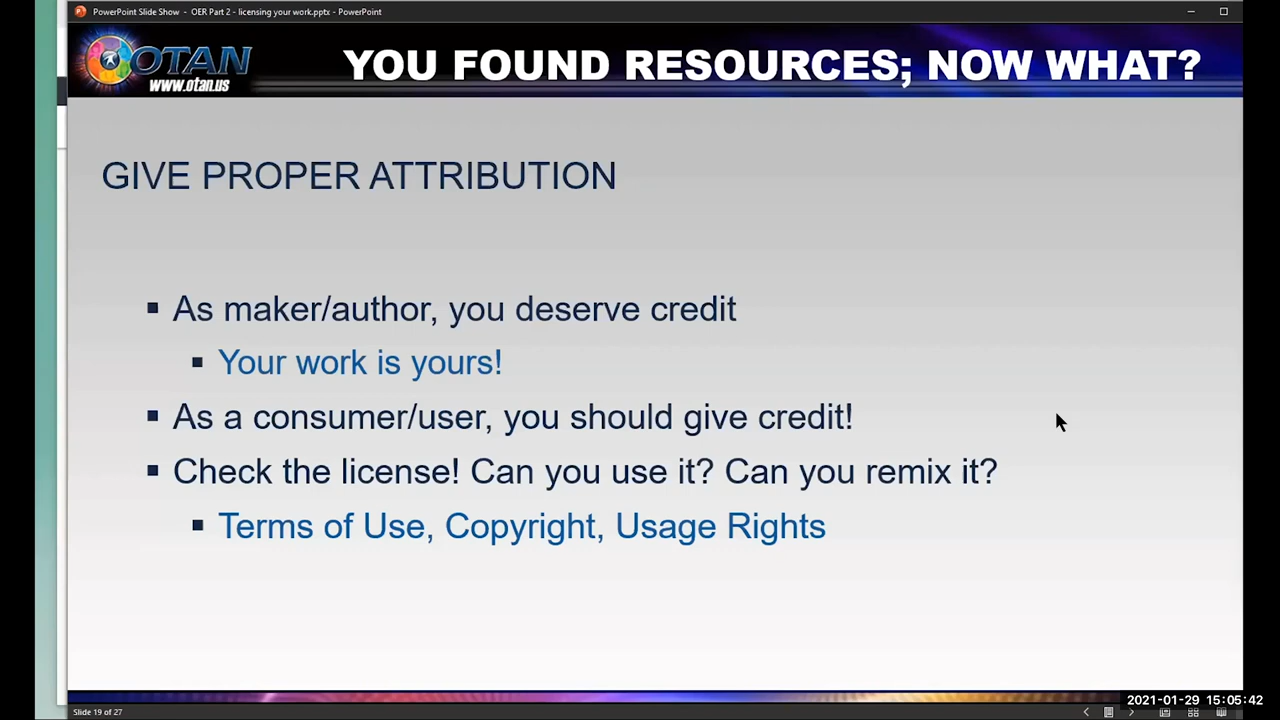 PowerPoint Slide Show - OER Part 2 - licensing your work.pptx - PowerPoint
OTAN
www.otan.us
YOU FOUND RESOURCES; NOW WHAT?
GIVE PROPER ATTRIBUTION
As maker/author, you deserve credit
Your work is yours!
As a consumer/user, you should give credit!
Check the license! Can you use it? Can you remix it?
Terms of Use, Copyright, Usage Rights
2021-01-29 15:05:42
Slide 19 of 27